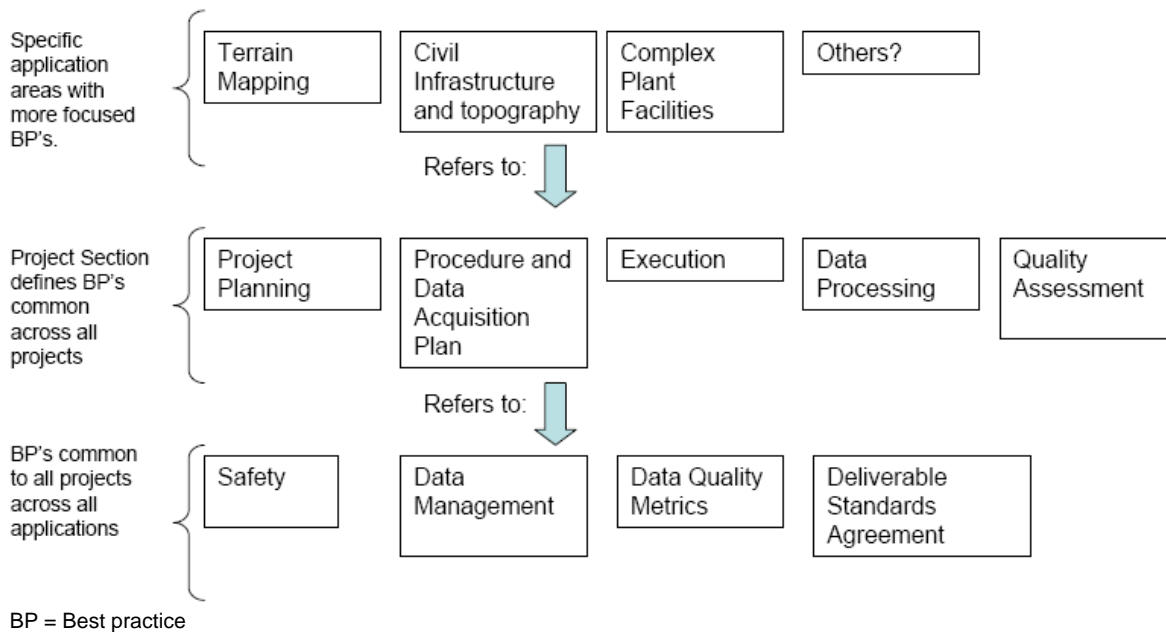 Specific
application
areas with
more focused
BP's.
Terrain
Mapping
Civil
Infrastructure
and topography
Complex
Plant
Facilities
Others?
Refers to:
Project Section
defines BP's
common
across all
projects
Project
Planning
Procedure and
Data
Acquisition
Plan
Execution
Data
Processing
Quality
Assessment
Refers to:
BP's common
to all projects
across all
applications
Safety
Data
Management
Data Quality
Metrics
Deliverable
Standards
Agreement
BP = Best practice